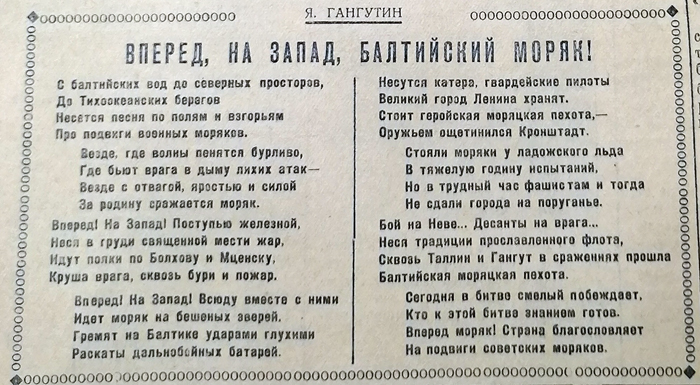 Я. ГАНГУТИН
ВПЕРЕД, НА ЗАПАД, БАЛТИЙСКИЙ МОРЯК!
С балтийских вод до северных просторов,
До Тихоокеанских берегов
Несется песня по полям и взгорьям
Про подвиги военных моряков.
Везде, где волны пенятся бурливо,
Где бьют врага в дыму лихих атак—
Везде с отвагой, яростью и силой
За родину сражается моряк.
Вперед! На Запад! Поступью железной,
Неся в груди священной мести жар,
Идут полки по Болхову и Мценску,
Круша врага, сквозь бури и пожар.
Вперед! На Запад! Всюду вместе с ними
Идет моряк на бешеных зверей.
Гремят на Балтике ударами глухими
Раскаты дальнобойных батарей.
Несутся катера, гвардейские пилоты
Великий город Ленина хранят.
Стоит геройская моряцкая пехота,—
Оружьем ощетинился Кронштадт.
Стояли моряки у ладожского льда
В тяжелую годину испытаний,
Но в трудный час фашистам и тогда
Не сдали города на поруганье.
Бой на Неве... Десанты на врага...
Неся традиции прославленного флота,
Сквозь Таллин и Гангут в сражениях прошла
Балтийская моряцкая пехота.
Сегодня в битве смелый побеждает,
Кто к этой битве знанием готов.
Вперед моряк! Страна благословляет
На подвиги советских моряков.